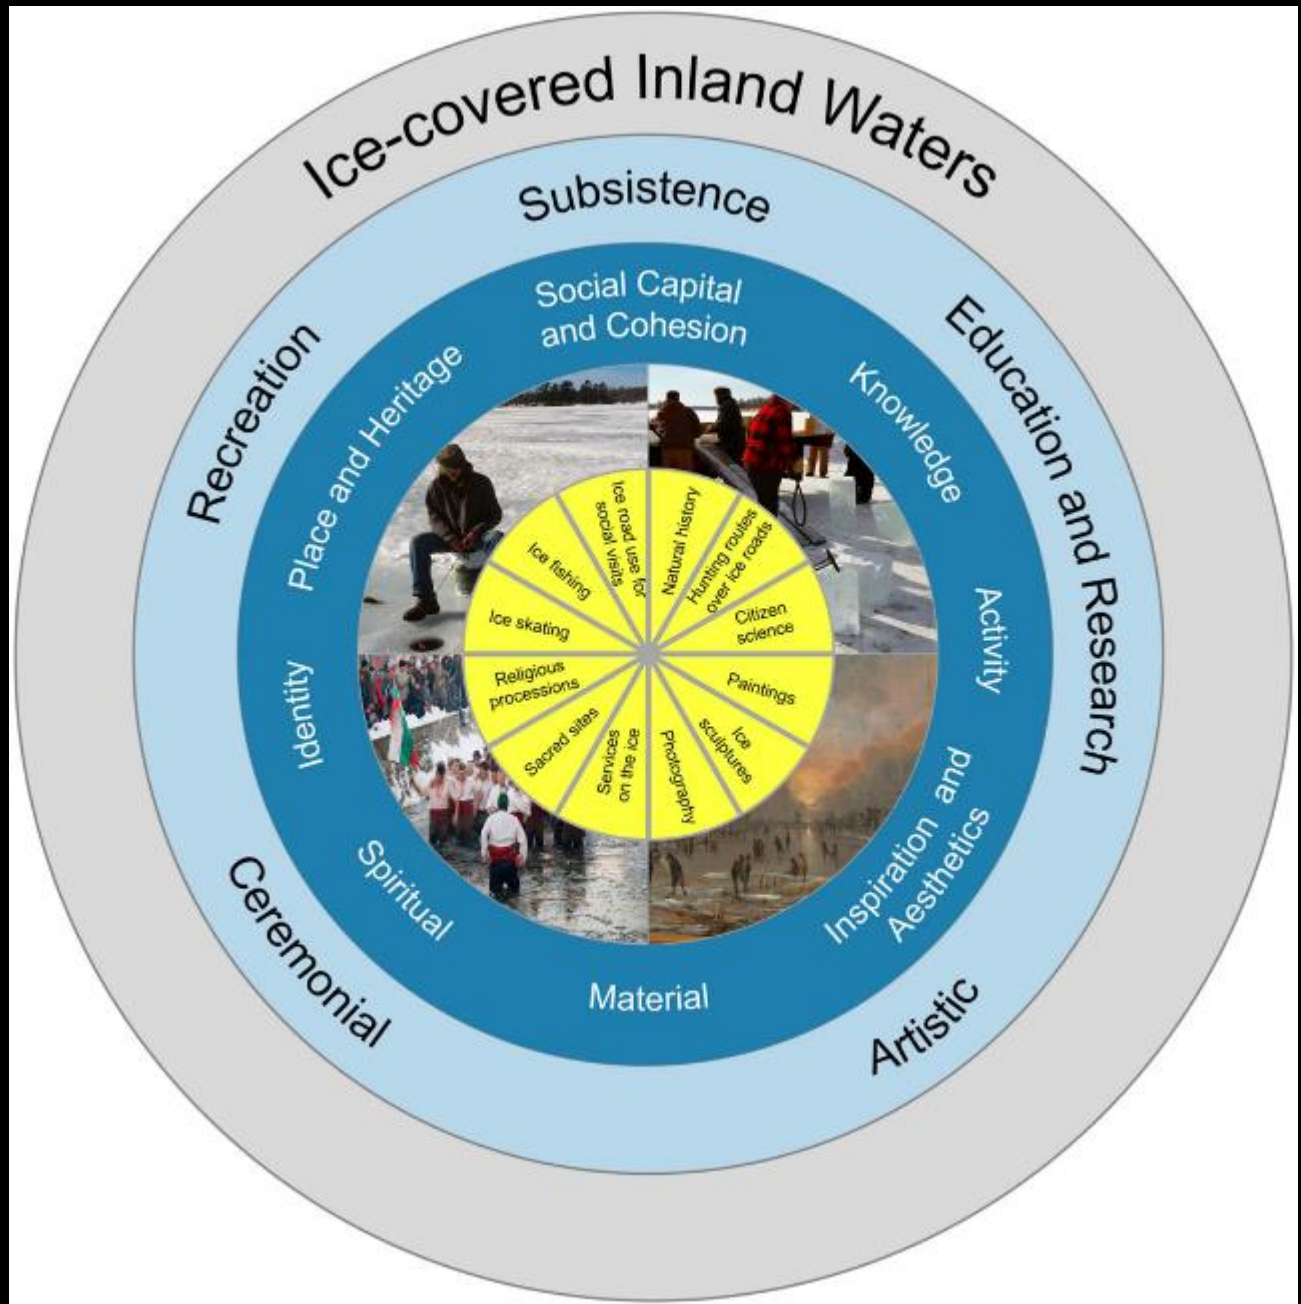 Ice-covered Inland Waters
Subsistence
Education and Research
Artistic
Ceremonial
Recreation
Social Capital
and Cohesion
Knowledge
Activity
Inspiration and
Aesthetics
Material
Spiritual
Identity
Place and Heritage
Natural history
Hunting routes
over ice roads
Citizen
science
Paintings
Ice
sculptures
Photography
Services
on the ice
Sacred sites
Religious
processions
Ice skating
Ice fishing
Ice road use for
social visits